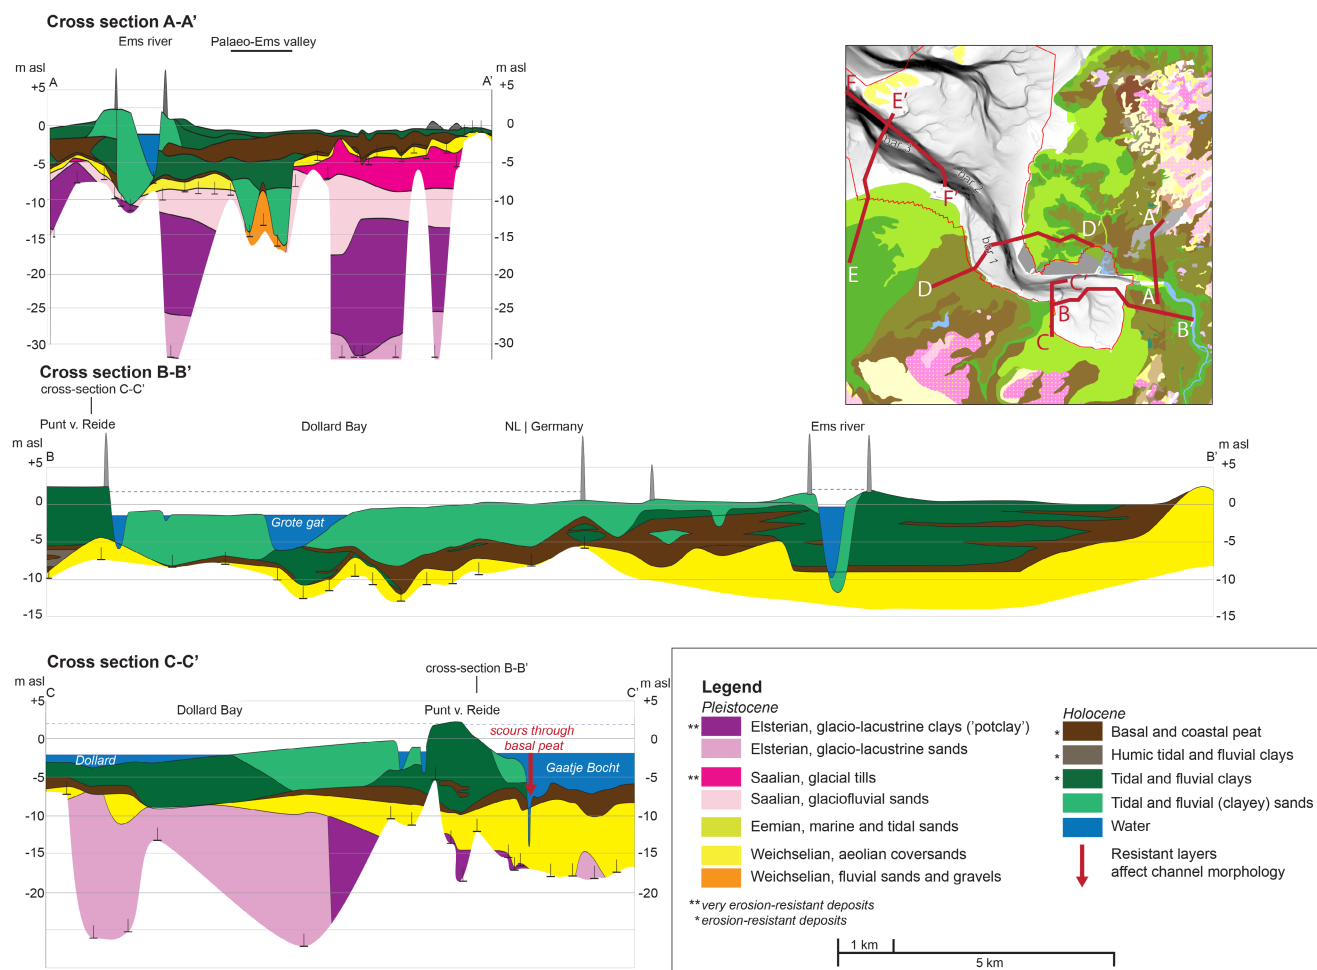 Cross section A-A’
Ems river
Palaeo-Ems valley
m asl
A
A’
m asl
+5
0
-5
-10
-15
-20
-25
-30
+5
0
-5
-10
-15
-20
-25
-30
F
E’
bar 3
bar 2
F’
E
D
bar 1
D’
C’
B
C
A’
A
B’
Cross section B-B’
cross-section C-C’
Punt v. Reide
Dollard Bay
NL | Germany
Ems river
m asl
B
B’
m asl
+5
0
-5
-10
-15
+5
0
-5
-10
-15
Grote gat
Cross section C-C’
cross-section B-B’
m asl
C
C’
m asl
Dollard Bay
Punt v. Reide
+5
0
-5
-10
-15
-20
+5
0
-5
-10
-15
-20
scours through
basal peat
Dollard
Gaatje Bocht
Legend
Pleistocene
** Elsterian, glacio-lacustrine clays (’potclay’)
Elsterian, glacio-lacustrine sands
** Saalian, glacial tills
Saalian, glaciofluvial sands
Eemian, marine and tidal sands
Weichselian, aeolian coversands
Weichselian, fluvial sands and gravels
** very erosion-resistant deposits
* erosion-resistant deposits
Holocene
* Basal and coastal peat
* Humic tidal and fluvial clays
* Tidal and fluvial clays
Tidal and fluvial (clayey) sands
Water
Resistant layers
affect channel morphology
1 km
5 km